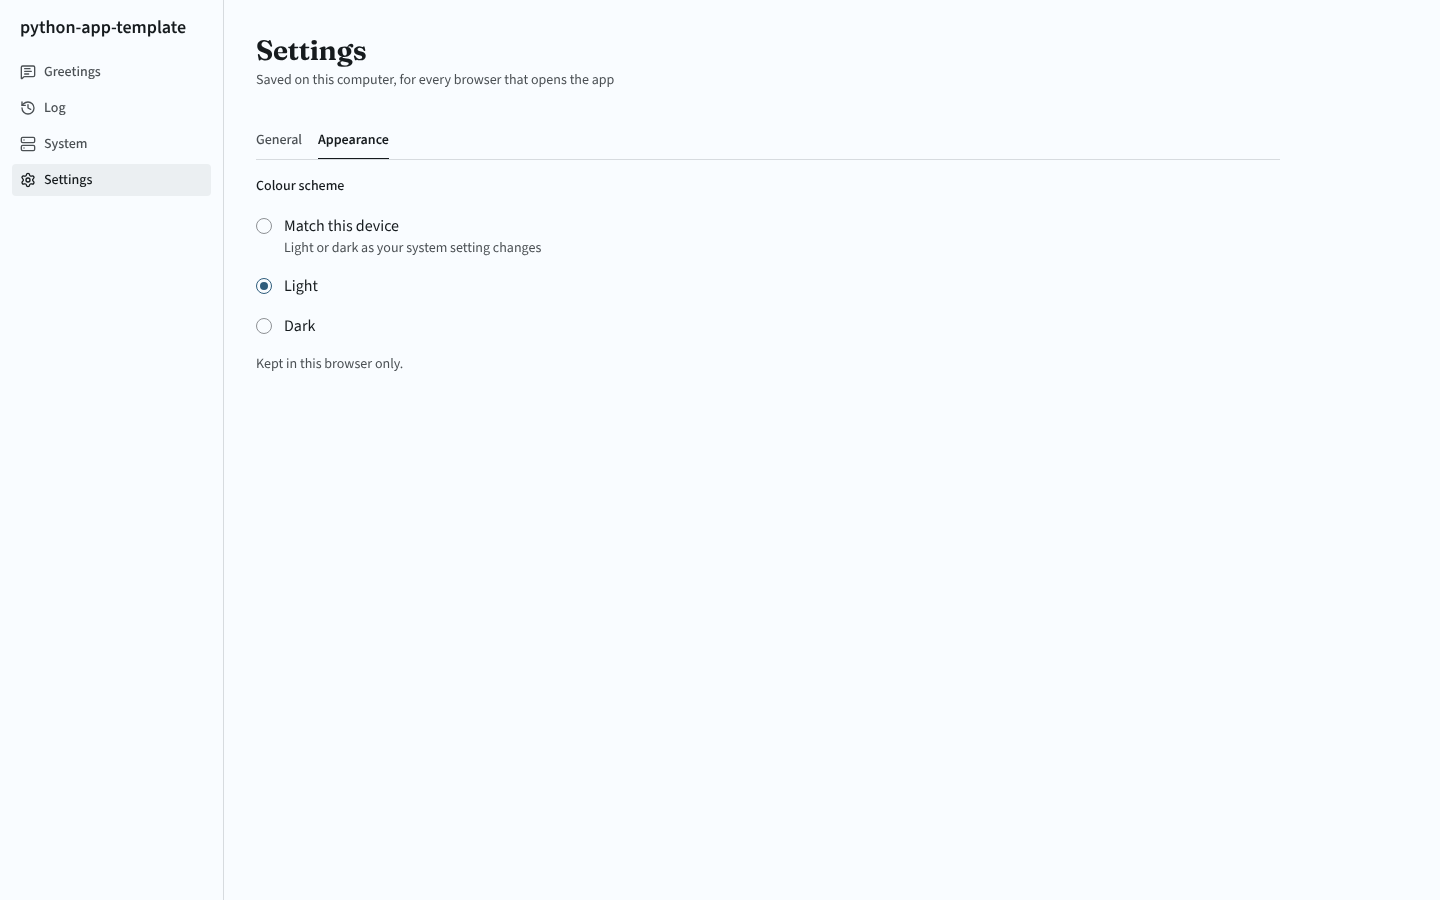 python-app-template
Greetings
Log
System
Settings
Settings
Saved on this computer, for every browser that opens the app
General Appearance
Colour scheme
Match this device
Light or dark as your system setting changes
Light
Dark
Kept in this browser only.